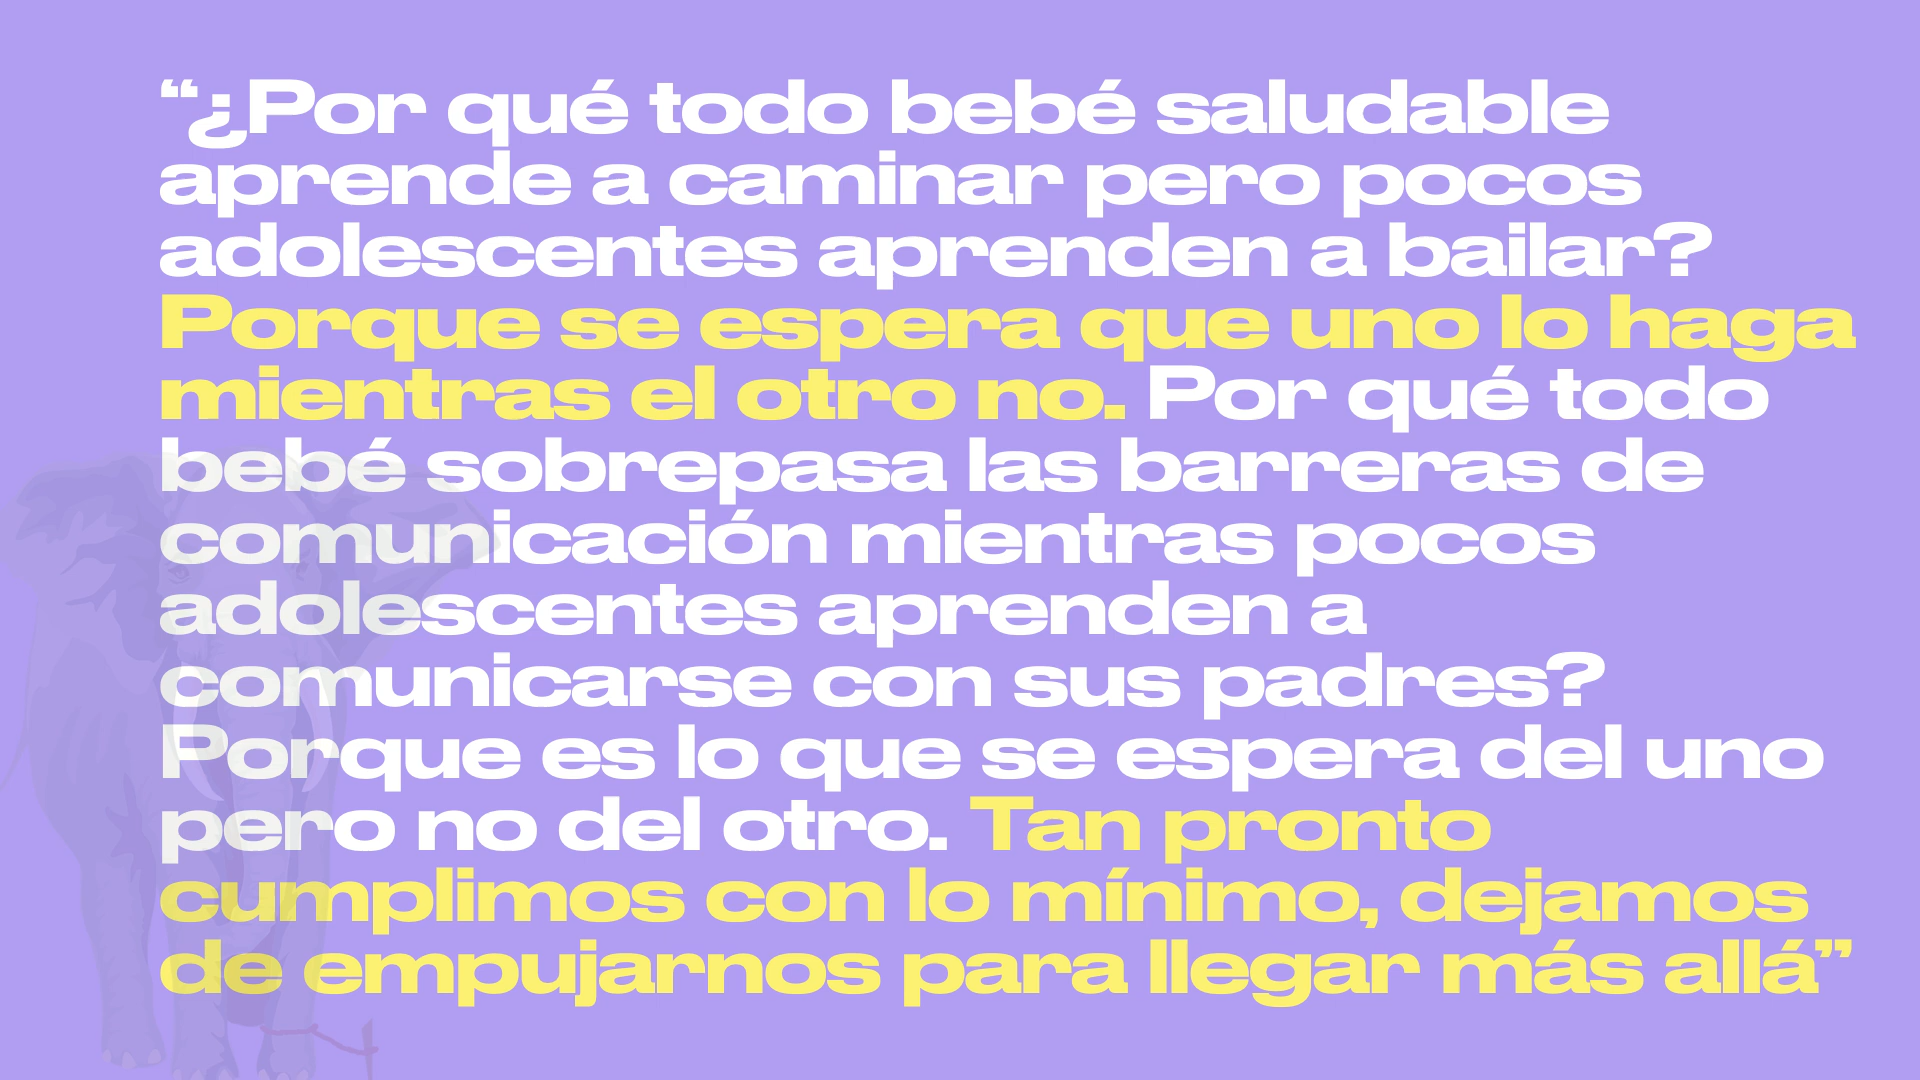 “¿Por qué todo bebé saludable
aprende a caminar pero pocos
adolescentes aprenden a bailar?
Porque se espera que uno lo haga
mientras el otro no. Por qué todo
bebé sobrepasa las barreras de
comunicación mientras pocos
adolescentes aprenden a
comunicarse con sus padres?
Porque es lo que se espera del uno
pero no del otro. Tan pronto
cumplimos con lo mínimo, dejamos
de empujarnos para llegar más allá”